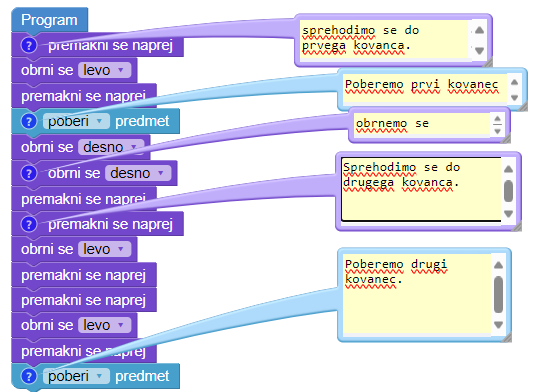 Program
premakni se naprej
sprehodimo se do
prvega kovanca.
obrni se levo
premakni se naprej
Poberemo prvi kovanec
poberi predmet
obrnemo se
obrni se desno
obrni se desno
Sprehodimo se do
drugega kovanca.
premakni se naprej
premakni se naprej
obrni se levo
Poberemo drugi
kovanec.
premakni se naprej
premakni se naprej
obrni se levo
premakni se naprej
poberi predmet